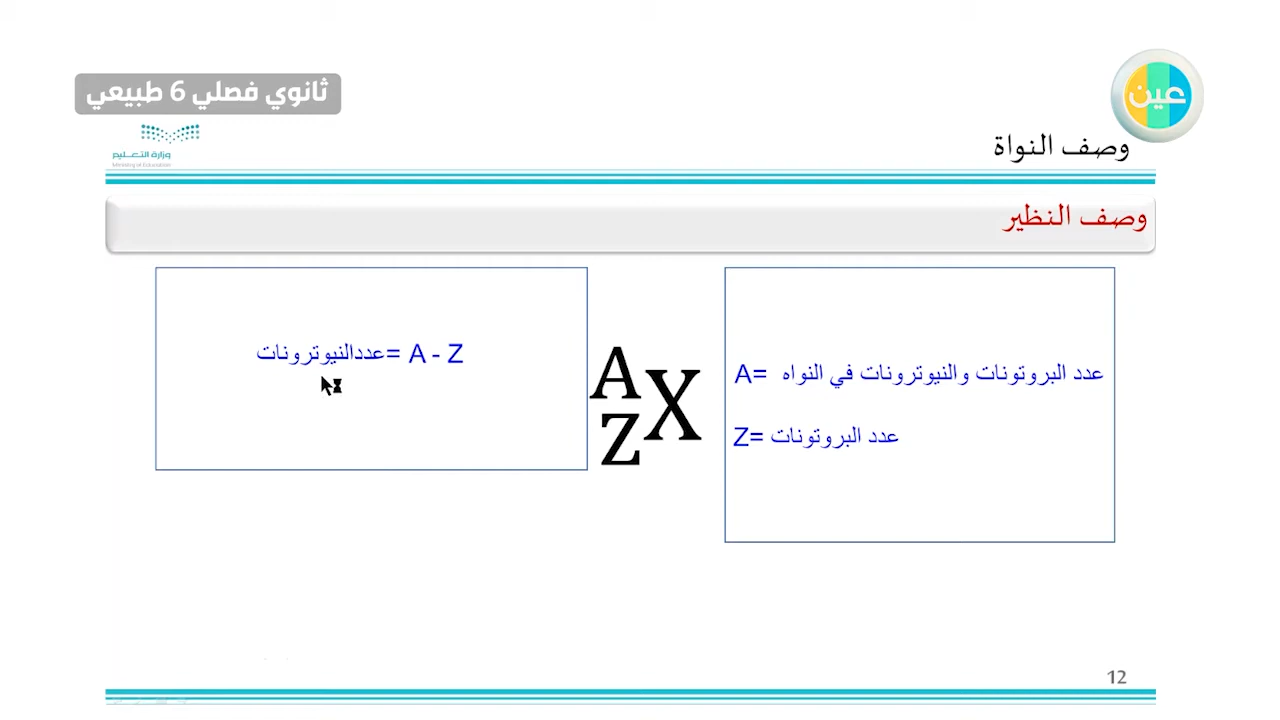 ثانوي فصلي 6 طبيعي
عين
وزارة التعليم
Ministry of Education
وصف النواة
وصف النظير
عدد البروتونات والنيوترونات في النواه =A
عدد البروتونات =Z
A
Z
X
عددالنيوترونات = A - Z
12